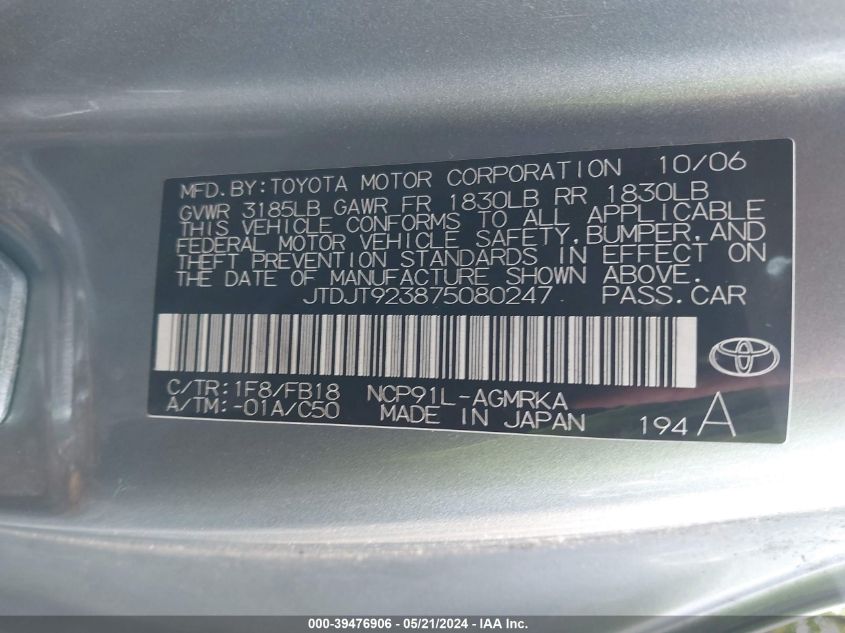 MFD. BY: TOYOTA MOTOR CORPORATION 10/06
GVWR 3185LB GAWR FR 1830LB RR 1830LB
THIS VEHICLE CONFORMS TO ALL APPLICABLE
FEDERAL MOTOR VEHICLE SAFETY, BUMPER, AND
THEFT PREVENTION STANDARDS IN EFFECT ON
THE DATE OF MANUFACTURE SHOWN ABOVE.
JTDJT923875080247 PASS. CAR
C/TR: 1F8/FB18 NCP91L-AGMRKA
A/TM: -01A/C50 MADE IN JAPAN 194 A
000-39476906 / 05/21/2024 / IAA Inc.